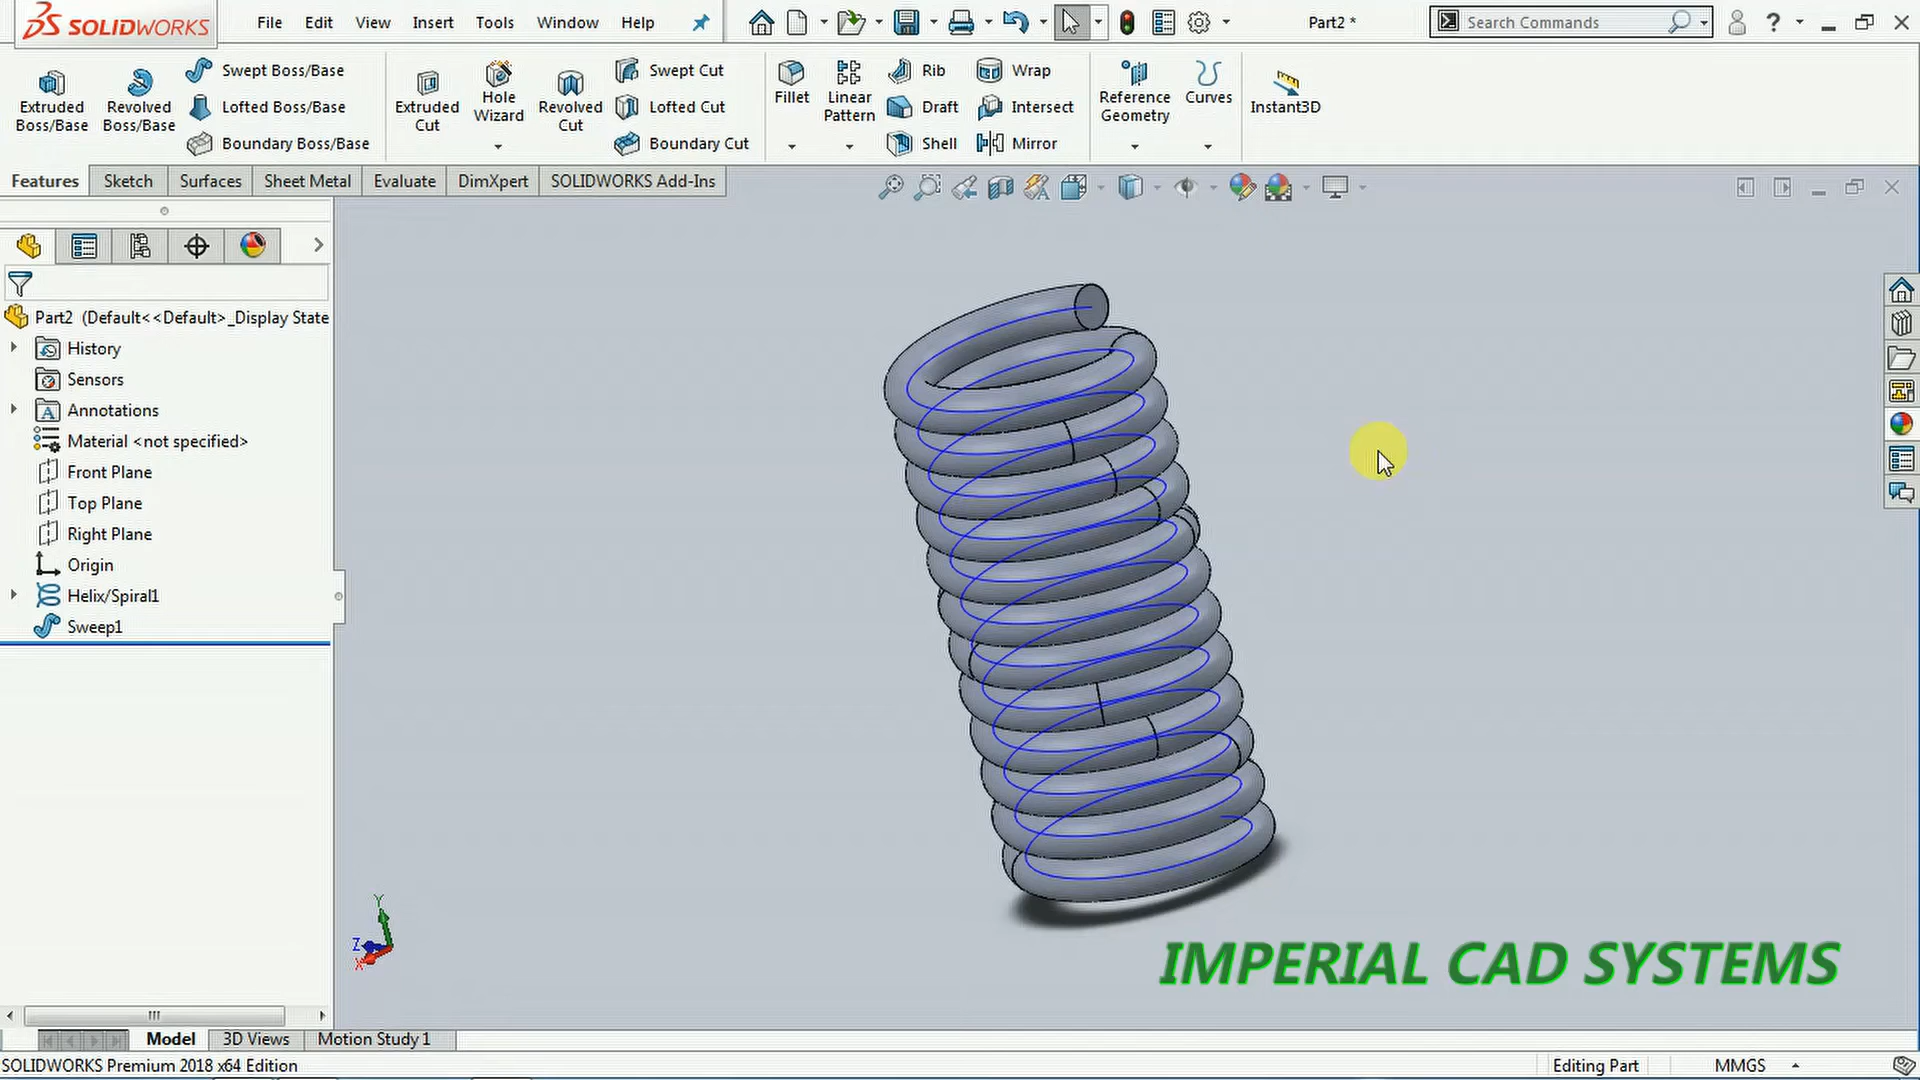 SOLIDWORKS File Edit View Insert Tools Window Help Part2 * Search Commands ?
Extruded Boss/Base
Revolved Boss/Base
Swept Boss/Base
Lofted Boss/Base
Boundary Boss/Base
Extruded Cut
Hole Wizard
Revolved Cut
Swept Cut
Lofted Cut
Boundary Cut
Fillet
Linear Pattern
Rib
Draft
Shell
Wrap
Intersect
Mirror
Reference Geometry
Curves
Instant3D
Features Sketch Surfaces Sheet Metal Evaluate DimXpert SOLIDWORKS Add-Ins
Part2 (Default<<Default>_Display State
History
Sensors
A Annotations
Material <not specified>
Front Plane
Top Plane
Right Plane
Origin
Helix/Spiral1
Sweep1
Y
Z
X
IMPERIAL CAD SYSTEMS
Model 3D Views Motion Study 1
SOLIDWORKS Premium 2018 x64 Edition Editing Part MMGS